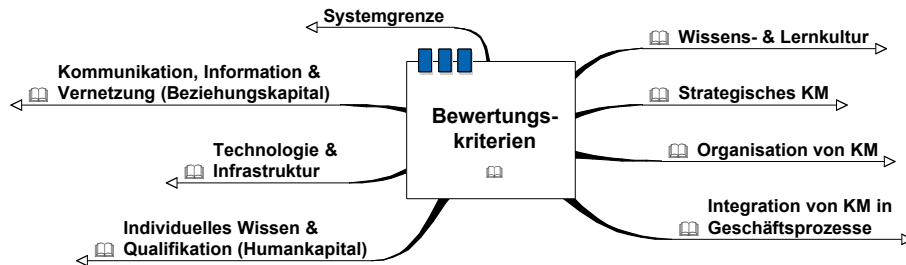 Systemgrenze
Kommunikation, Information &
Vernetzung (Beziehungskapital)
Technologie &
Infrastruktur
Individuelles Wissen &
Qualifikation (Humankapital)
Bewertungs-
kriterien
Wissens- & Lernkultur
Strategisches KM
Organisation von KM
Integration von KM in
Geschäftsprozesse